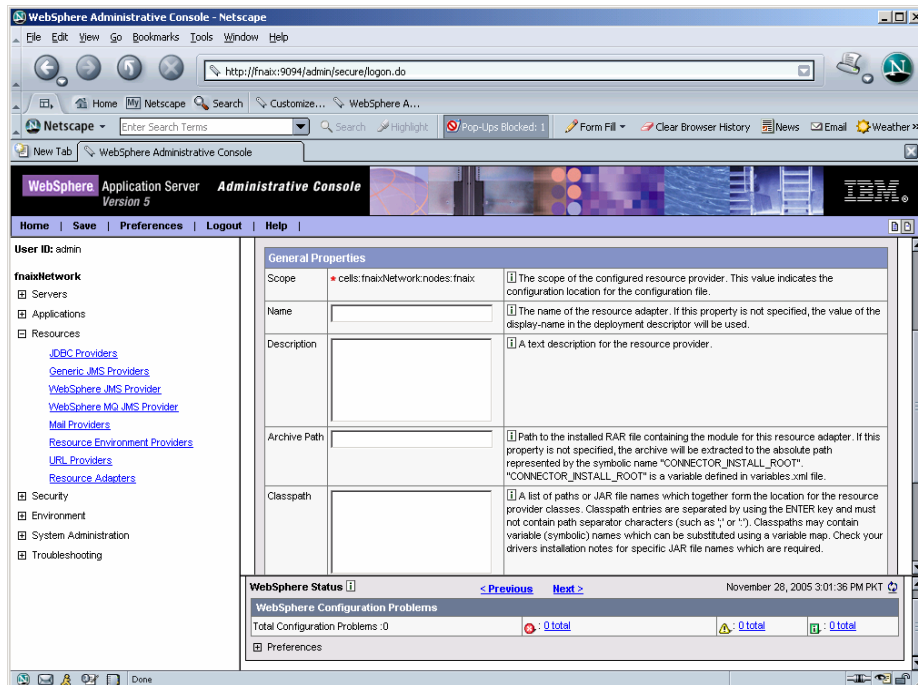 WebSphere Administrative Console - Netscape
File Edit View Go Bookmarks Tools Window Help
http://fnaix:9094/admin/secure/logon.do
Home My Netscape Search Customize... WebSphere A...
Netscape Enter Search Terms Search Highlight Pop-Ups Blocked: 1 Form Fill Clear Browser History News Email Weather
New Tab WebSphere Administrative Console
WebSphere Application Server Administrative Console
Version 5
IBM
Home | Save | Preferences | Logout | Help |
User ID: admin
fnaixNetwork
Servers
Applications
Resources
JDBC Providers
Generic JMS Providers
WebSphere JMS Provider
WebSphere MQ JMS Provider
Mail Providers
Resource Environment Providers
URL Providers
Resource Adapters
Security
Environment
System Administration
Troubleshooting
General Properties
Scope * cells:fnaixNetwork:nodes:fnaix i The scope of the configured resource provider. This value indicates the
configuration location for the configuration file.
Name i The name of the resource adapter. If this property is not specified, the value of the
display-name in the deployment descriptor will be used.
Description i A text description for the resource provider.
Archive Path i Path to the installed RAR file containing the module for this resource adapter. If this
property is not specified, the archive will be extracted to the absolute path
represented by the symbolic name "CONNECTOR_INSTALL_ROOT".
"CONNECTOR_INSTALL_ROOT" is a variable defined in variables.xml file.
Classpath i A list of paths or JAR file names which together form the location for the resource
provider classes. Classpath entries are separated by using the ENTER key and must
not contain path separator characters (such as ';' or ':'). Classpaths may contain
variable (symbolic) names which can be substituted using a variable map. Check your
drivers installation notes for specific JAR file names which are required.
WebSphere Status i < Previous Next > November 28, 2005 3:01:36 PM PKT
WebSphere Configuration Problems
Total Configuration Problems :0 : 0 total : 0 total : 0 total
Preferences
Done